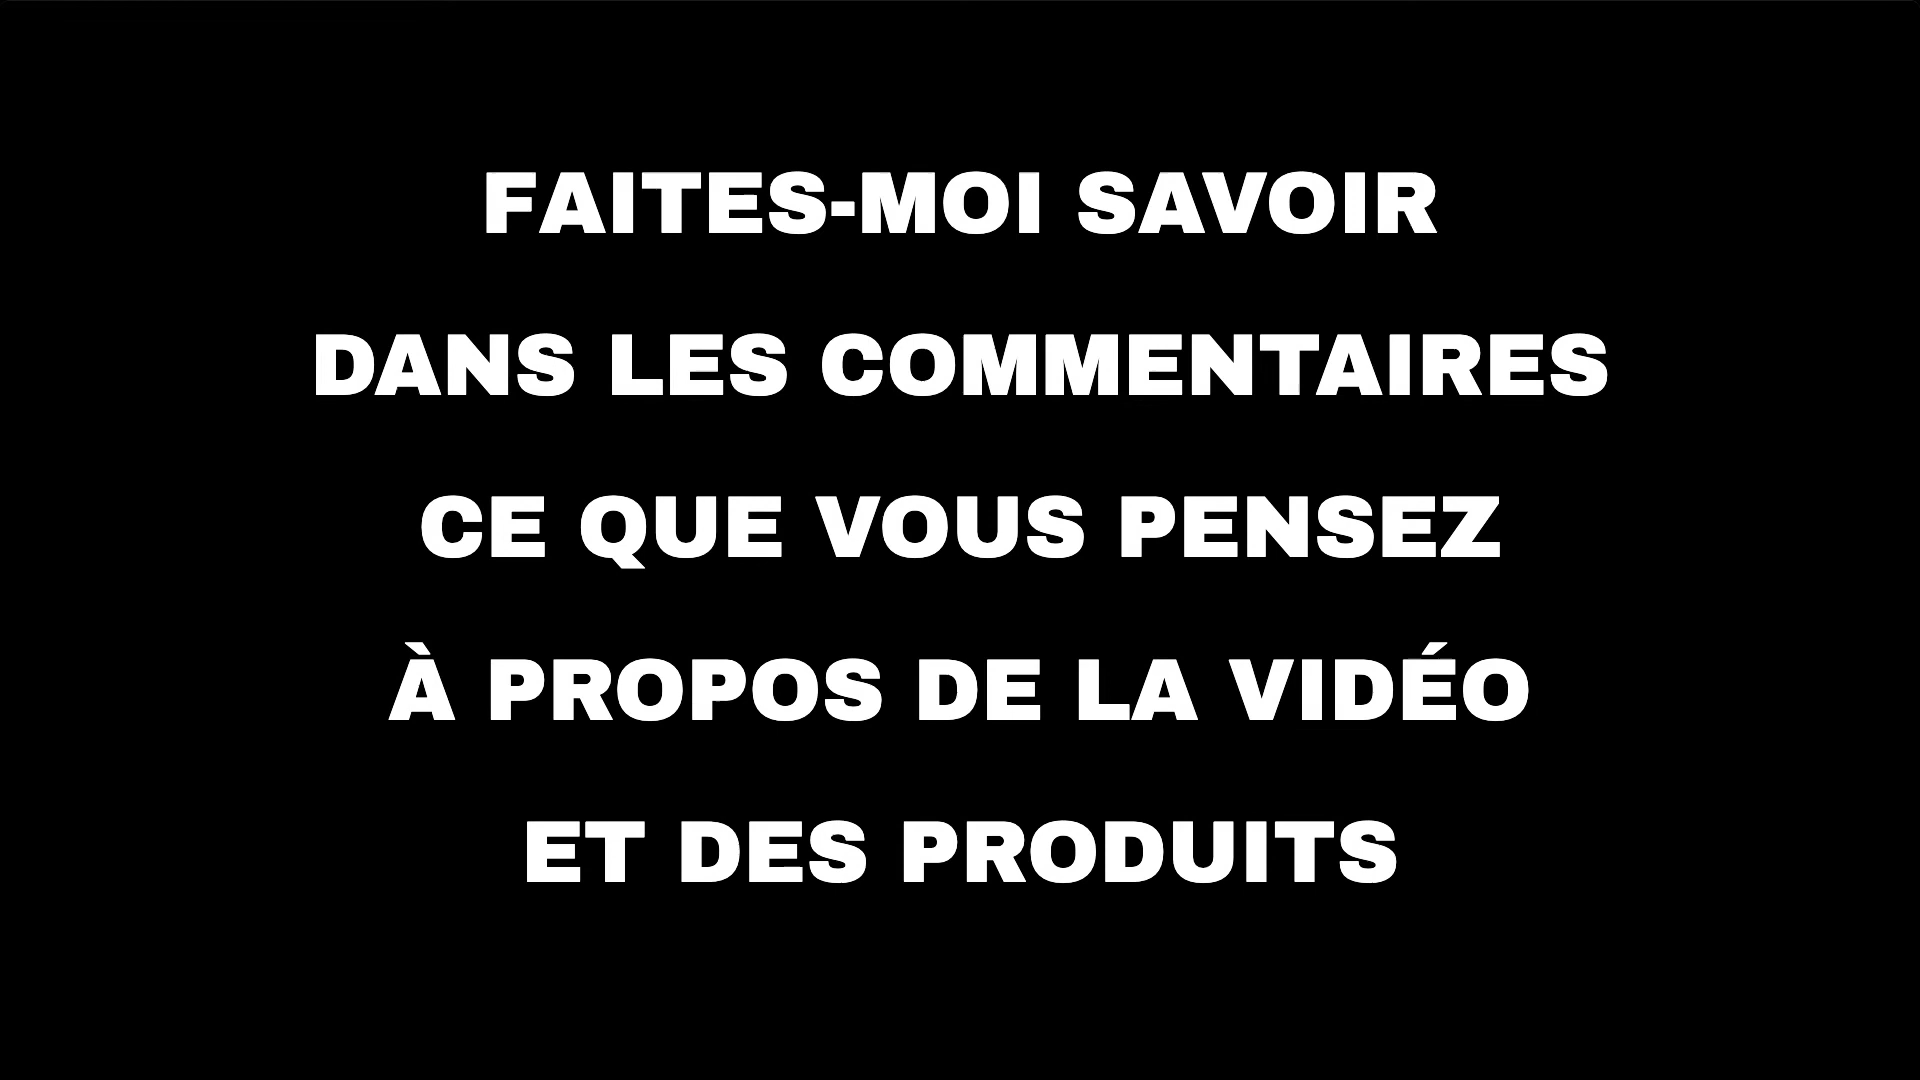 FAITES-MOI SAVOIR
DANS LES COMMENTAIRES
CE QUE VOUS PENSEZ
À PROPOS DE LA VIDÉO
ET DES PRODUITS